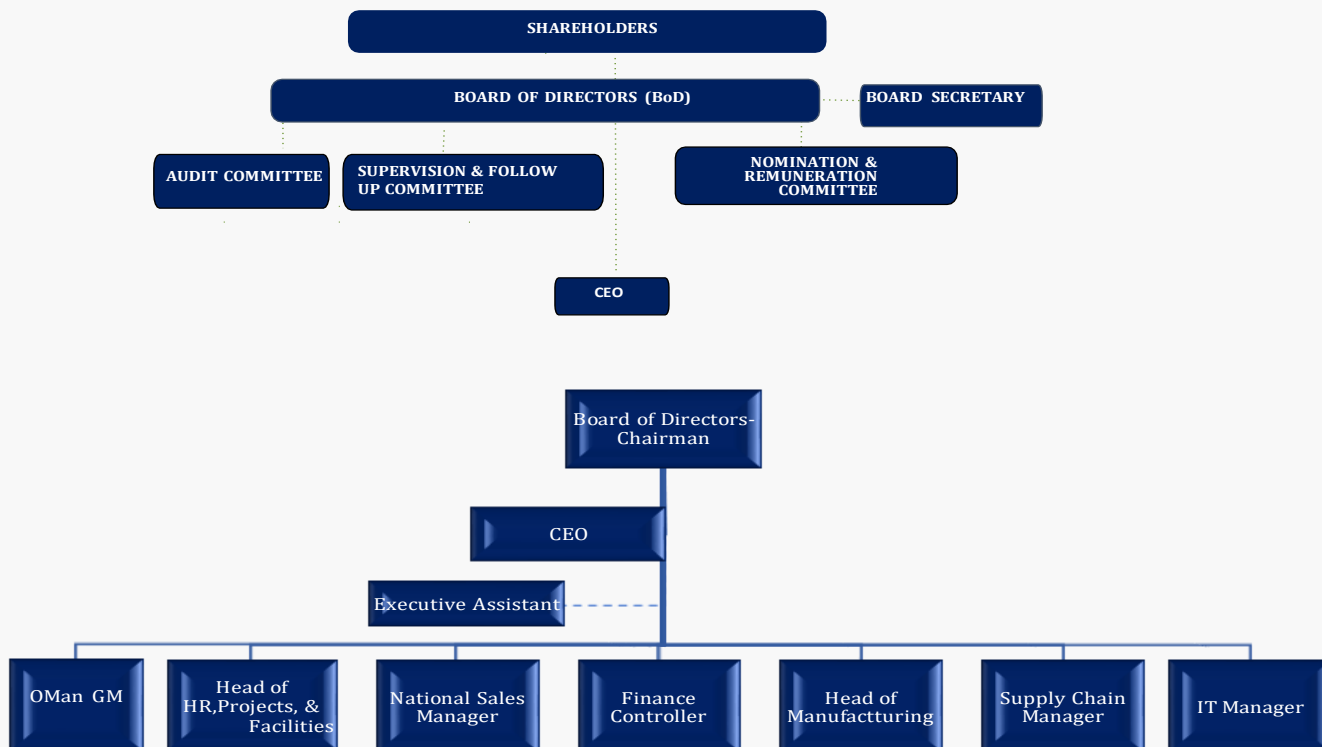 SHAREHOLDERS
BOARD OF DIRECTORS (BoD)
BOARD SECRETARY
AUDIT COMMITTEE
SUPERVISION & FOLLOW
UP COMMITTEE
NOMINATION &
REMUNERATION
COMMITTEE
CEO
Board of Directors-
Chairman
CEO
Executive Assistant
OMan GM
Head of
HR,Projects, &
Facilities
National Sales
Manager
Finance
Controller
Head of
Manufactturing
Supply Chain
Manager
IT Manager